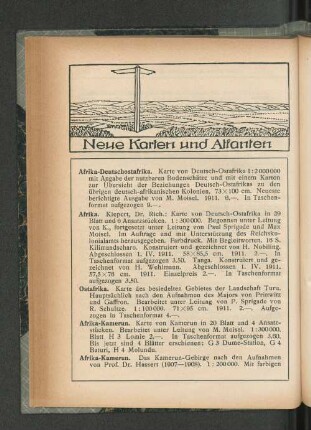 Neue Karten und Atlanten
Afrika-Deutschostafrika. Karte von Deutsch-Ostafrika 1:2000000
mit Angabe der nutzbaren Bodenschätze und mit einem Karton
zur Übersicht der Beziehungen Deutsch-Ostafrikas zu den
übrigen deutsch-afrikanischen Kolonien, 73×100 cm. Neueste
berichtigte Ausgabe von M. Moisel. 1911. 8.—. In Taschen-
format aufgezogen
Afrika. Kiepert, Dr. Rich.: Karte von Deutsch-Ostafrika in 29
Blatt und 6 Ansatzstücken. 1:300000. Begonnen unter Leitung
von K., fortgesetzt unter Leitung von Paul Sprigade und Max
Moisel. Im Auftrage und mit Unterstützung des Reichsko-
lonialamtes herausgegeben. Farbdruck. Mit Begleitworten. 16 S.
Kilimandscharo. Konstruiert und gezeichnet von H. Nobiling.
Abgeschlossen 1. IV. 1911. 58×85,5 cm. 1911. 2.—. In
Taschenformat aufgezogen 3.50. Tanga. Konstruiert und ge-
zeichnet von H. Wehlmann. Abgeschlossen 1. IV. 1911.
57,5×78 cm. 1911. Einzelpreis 2.—. In Taschenformat
aufgezogen 3.50.
Ostafrika. Karte des besiedelten Gebietes der Landschaft Turu.
Hauptsächlich nach den Aufnahmen des Majors von Prittwitz
und Gaffron. Bearbeitet unter Leitung von P. Sprigade von
R. Schultze. 1:100000. 71×95 cm. 1911. 2.—. Aufge-
zogen in Taschenformat 4.—.
Afrika-Kamerun. Karte von Kamerun in 29 Blatt und 4 Ansatz-
stücken. Bearbeitet unter Leitung von M. Moisel. 1:300000.
Blatt H 3 Lomie 2.—. In Taschenformat aufgezogen 3.50.
Bis jetzt sind 4 Blätter erschienen: G 3 Dume-Station, G 4
Baturi, H 4 Molundu.
Afrika-Kamerun. Das Kamerun-Gebirge nach den Aufnahmen
von Prof. Dr. Hassert (1907—1908). 1:200000. Mit farbigen